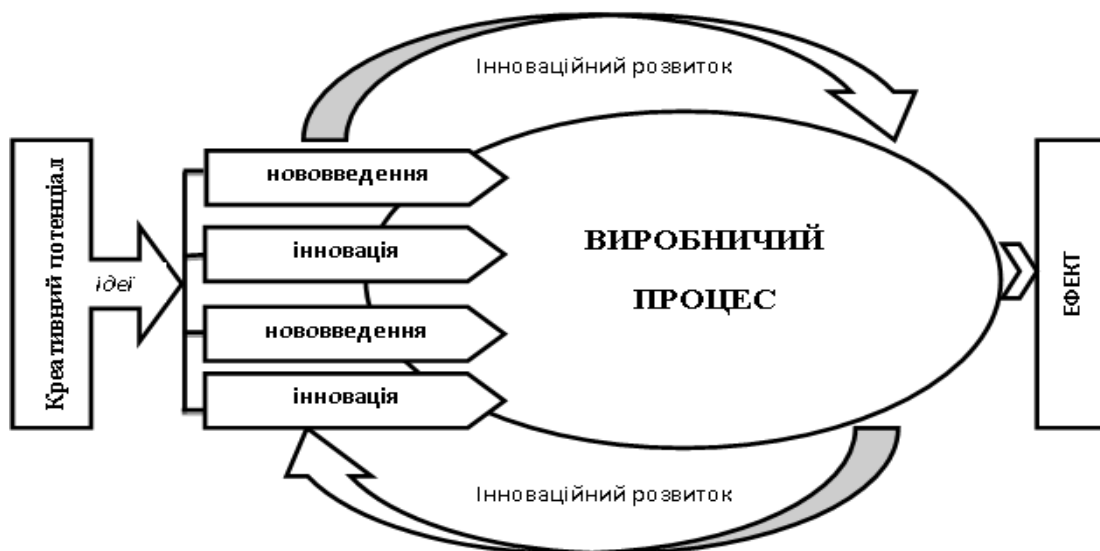 Інноваційний розвиток
Креативний потенціал
ідеї
нововведення
інновація
нововведення
інновація
ВИРОБНИЧИЙ
ПРОЦЕС
ЕФЕКТ
Інноваційний розвиток